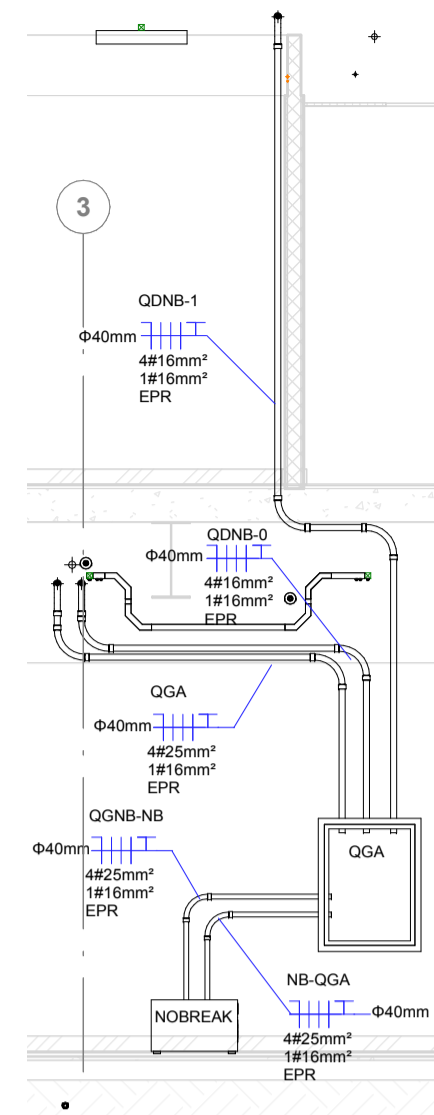 3
QDNB-1
Φ40mm
4#16mm²
1#16mm²
EPR
QDNB-0
Φ40mm
4#16mm²
1#16mm²
EPR
QGA
Φ40mm
4#25mm²
1#16mm²
EPR
QGNB-NB
Φ40mm
4#25mm²
1#16mm²
EPR
QGA
NB-QGA
NOBREAK
Φ40mm
4#25mm²
1#16mm²
EPR